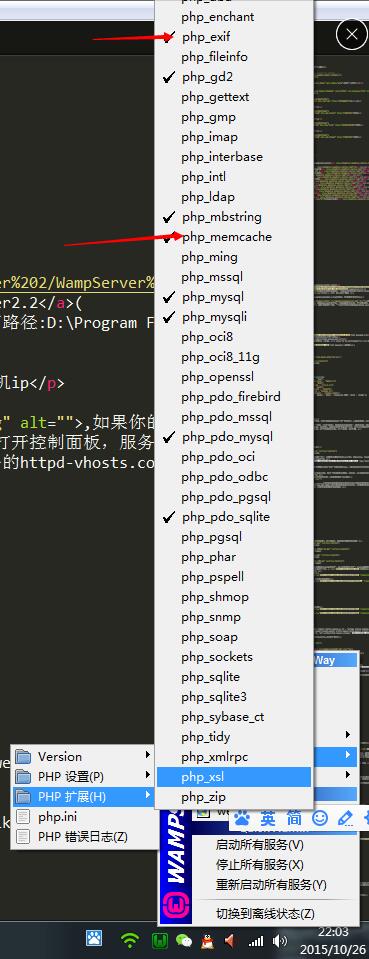 php_enchant
php_exif
php_fileinfo
php_gd2
php_gettext
php_gmp
php_imap
php_interbase
php_intl
php_ldap
php_mbstring
php_memcache
php_ming
php_mssql
php_mysql
php_mysqli
php_oci8
php_oci8_11g
php_openssl
php_pdo_firebird
php_pdo_mssql
php_pdo_mysql
php_pdo_oci
php_pdo_odbc
php_pdo_pgsql
php_pdo_sqlite
php_pgsql
php_phar
php_pspell
php_shmop
php_snmp
php_soap
php_sockets
php_sqlite
php_sqlite3
php_sybase_ct
php_tidy
php_xmlrpc
php_xsl
php_zip
er%202/WampServer%
er2.2</a>(
路径:D:\Program F
机ip</p>
g" alt="">,如果你的
打开控制面板，服务
的httpd-vhosts.co
Way
Version
PHP 设置(P)
PHP 扩展(H)
php.ini
PHP 错误日志(Z)
英 简
WAMPS
启动所有服务(V)
停止所有服务(X)
重新启动所有服务(Y)
切换到离线状态(Z)
22:03
2015/10/26